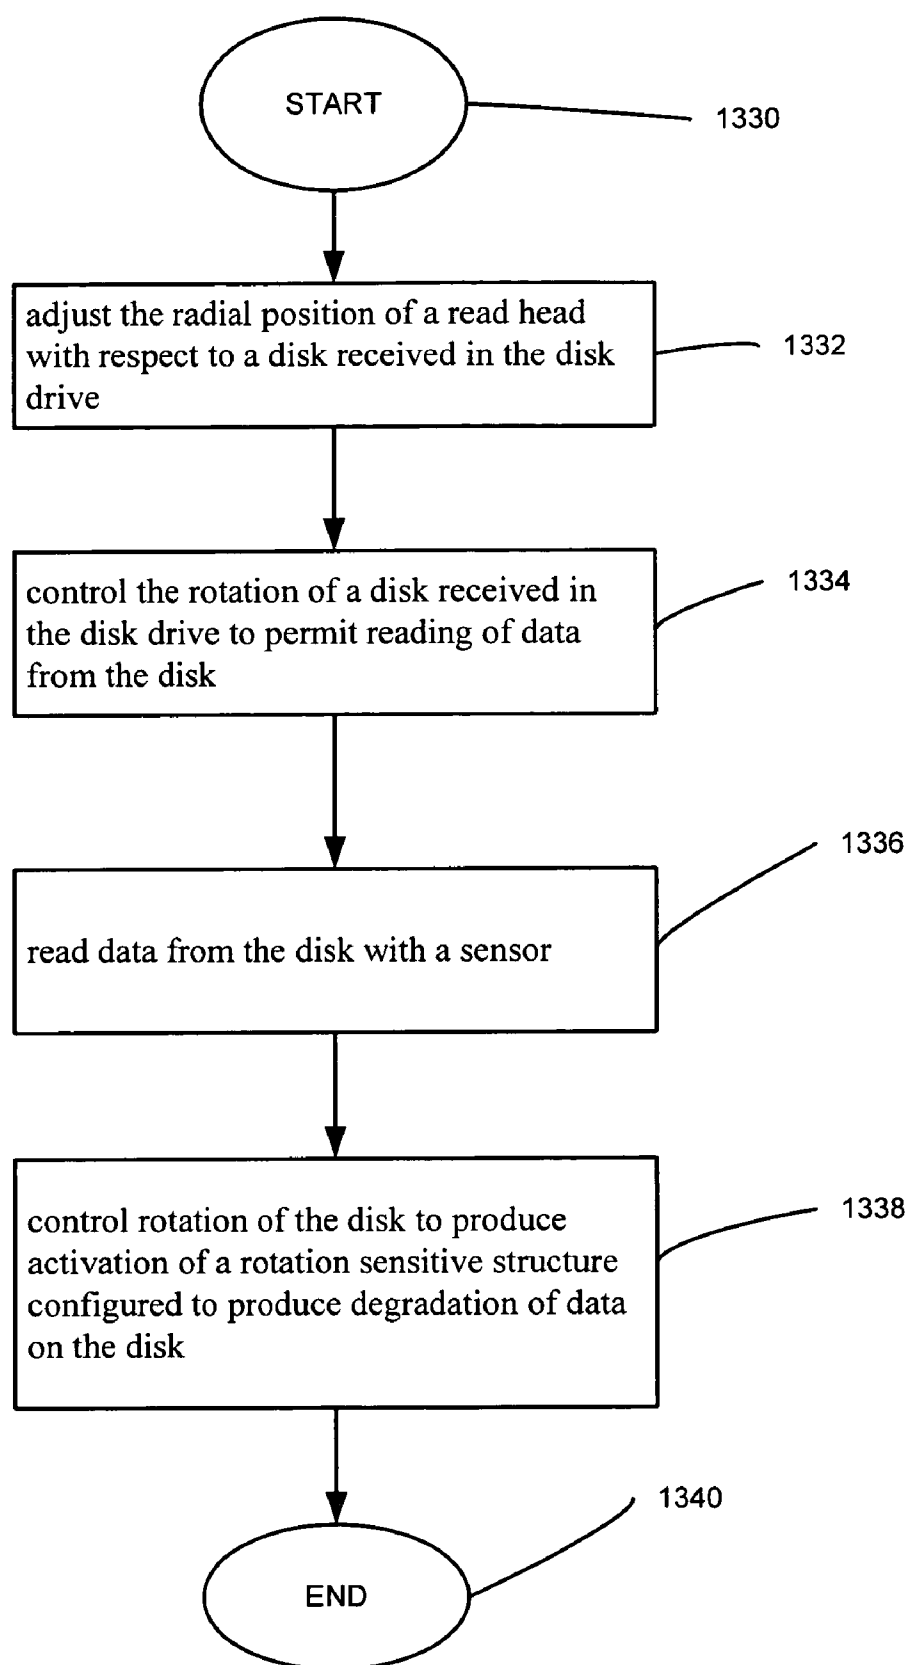 START
1330
adjust the radial position of a read head
with respect to a disk received in the disk
drive
1332
control the rotation of a disk received in
the disk drive to permit reading of data
from the disk
1334
read data from the disk with a sensor
1336
control rotation of the disk to produce
activation of a rotation sensitive structure
configured to produce degradation of data
on the disk
1338
END
1340